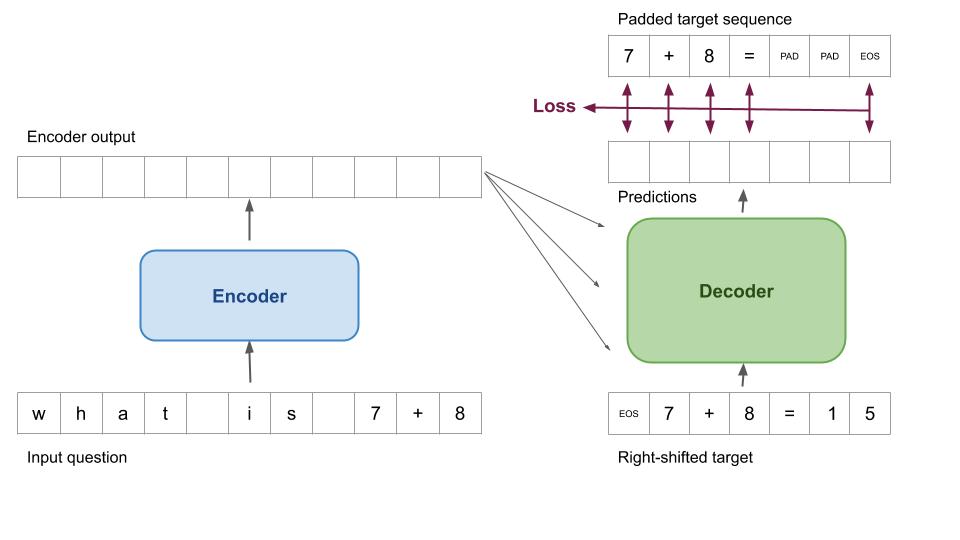 Padded target sequence
7 + 8 = PAD PAD EOS
Loss
Encoder output
Predictions
Encoder
Decoder
w h a t i s 7 + 8
EOS 7 + 8 = 1 5
Input question
Right-shifted target